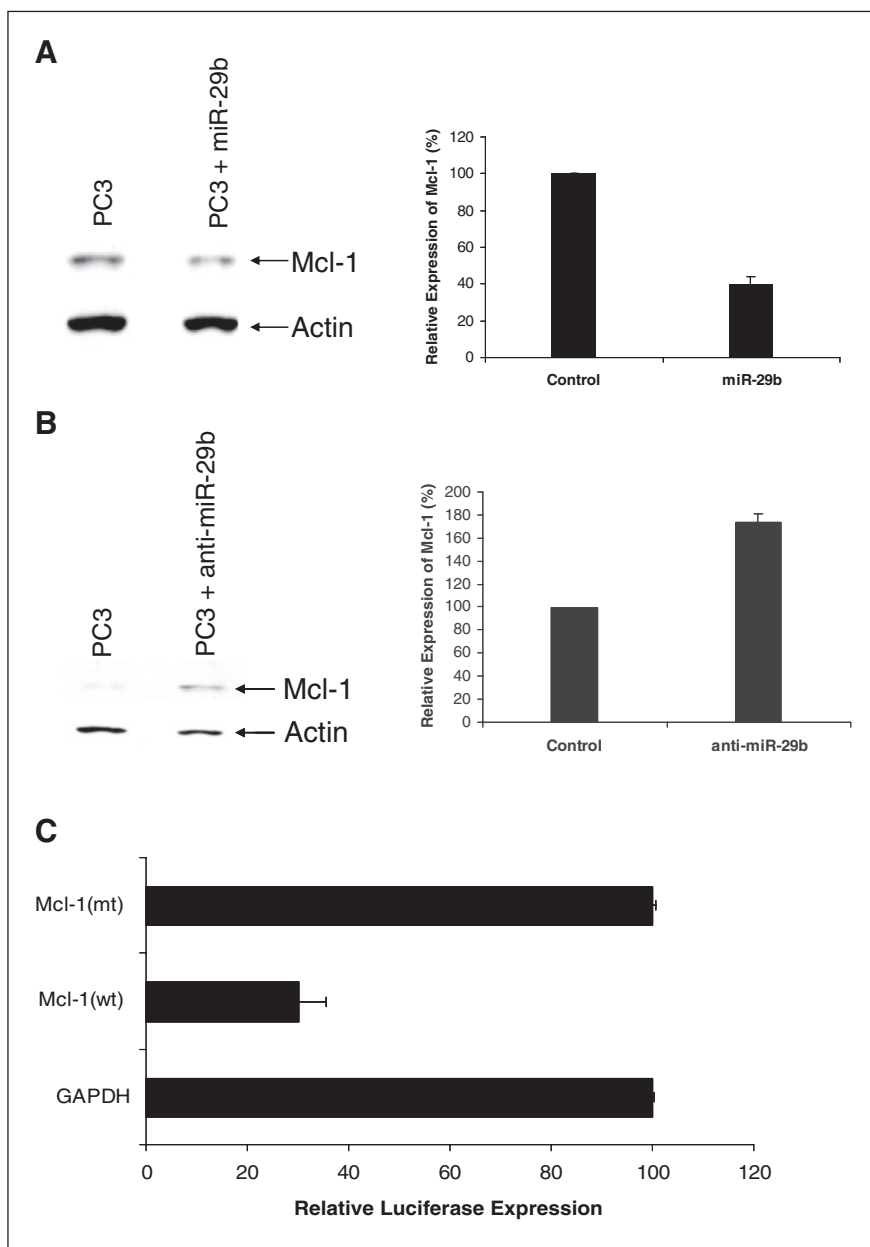 A
PC3
PC3 + miR-29b
Mcl-1
Actin
Relative Expression of Mcl-1 (%)
120
100
80
60
40
20
0
Control
miR-29b
B
PC3
PC3 + anti-miR-29b
Mcl-1
Actin
Relative Expression of Mcl-1 (%)
200
180
160
140
120
100
80
60
40
20
0
Control
anti-miR-29b
C
Mcl-1(mt)
Mcl-1(wt)
GAPDH
0 20 40 60 80 100 120
Relative Luciferase Expression